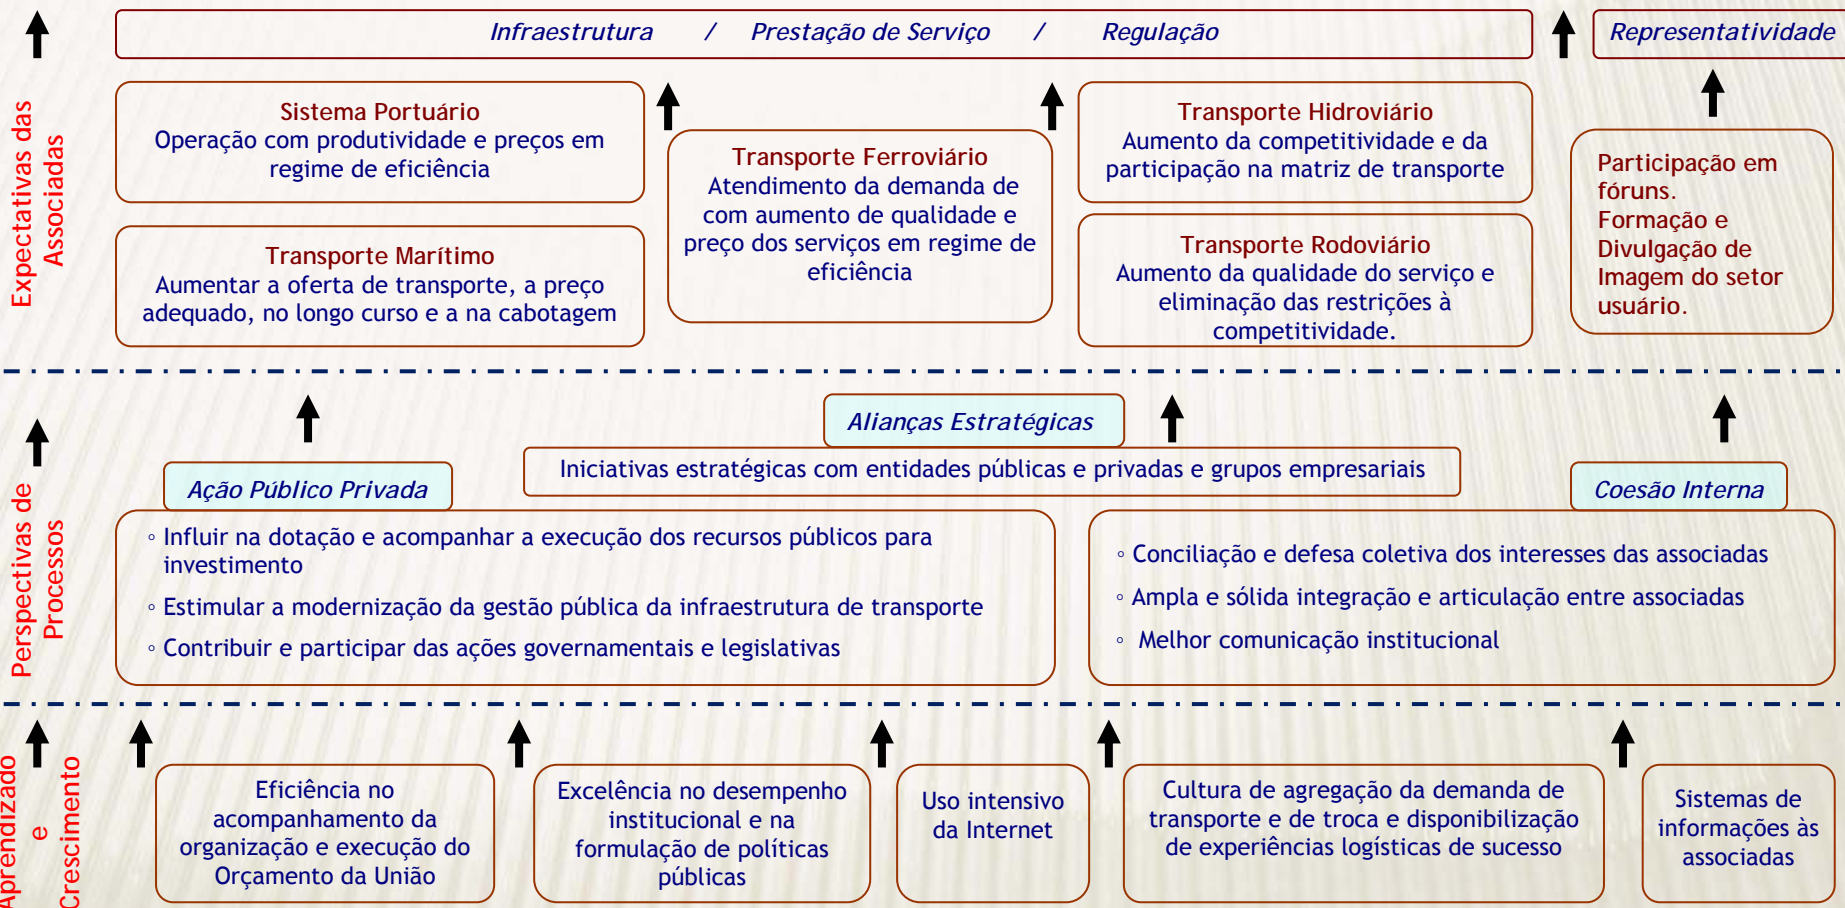 Infraestrutura / Prestação de Serviço / Regulação
Representatividade
Expectativas das
Associadas
Sistema Portuário
Operação com produtividade e preços em
regime de eficiência
Transporte Marítimo
Aumentar a oferta de transporte, a preço
adequado, no longo curso e a na cabotagem
Transporte Ferroviário
Atendimento da demanda de
com aumento de qualidade e
preço dos serviços em regime de
eficiência
Transporte Hidroviário
Aumento da competitividade e da
participação na matriz de transporte
Transporte Rodoviário
Aumento da qualidade do serviço e
eliminação das restrições à
competitividade.
Participação em
fóruns.
Formação e
Divulgação de
Imagem do setor
usuário.
Perspectivas de
Processos
Alianças Estratégicas
Iniciativas estratégicas com entidades públicas e privadas e grupos empresariais
Ação Público Privada
◦ Influir na dotação e acompanhar a execução dos recursos públicos para
investimento
◦ Estimular a modernização da gestão pública da infraestrutura de transporte
◦ Contribuir e participar das ações governamentais e legislativas
Coesão Interna
◦ Conciliação e defesa coletiva dos interesses das associadas
◦ Ampla e sólida integração e articulação entre associadas
◦ Melhor comunicação institucional
Aprendizado
e
Crescimento
Eficiência no
acompanhamento da
organização e execução do
Orçamento da União
Excelência no desempenho
institucional e na
formulação de políticas
públicas
Uso intensivo
da Internet
Cultura de agregação da demanda de
transporte e de troca e disponibilização
de experiências logísticas de sucesso
Sistemas de
informações às
associadas